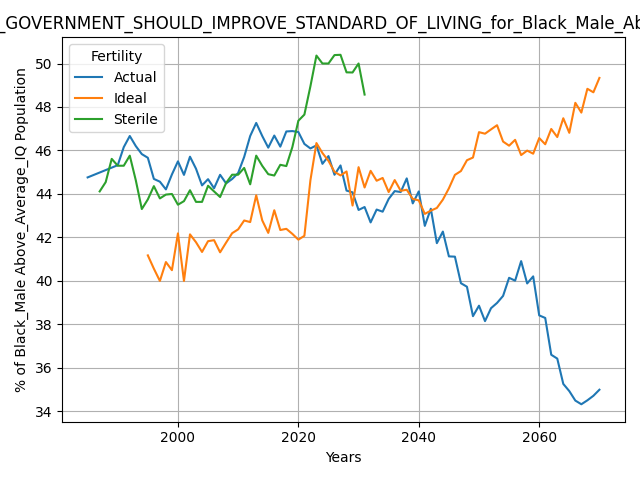 _GOVERNMENT_SHOULD_IMPROVE_STANDARD_OF_LIVING_for_Black_Male_Ab
% of Black_Male Above_Average_IQ Population
Fertility
Actual
Ideal
Sterile
50
48
46
44
42
40
38
36
34
2000
2020
2040
2060
Years